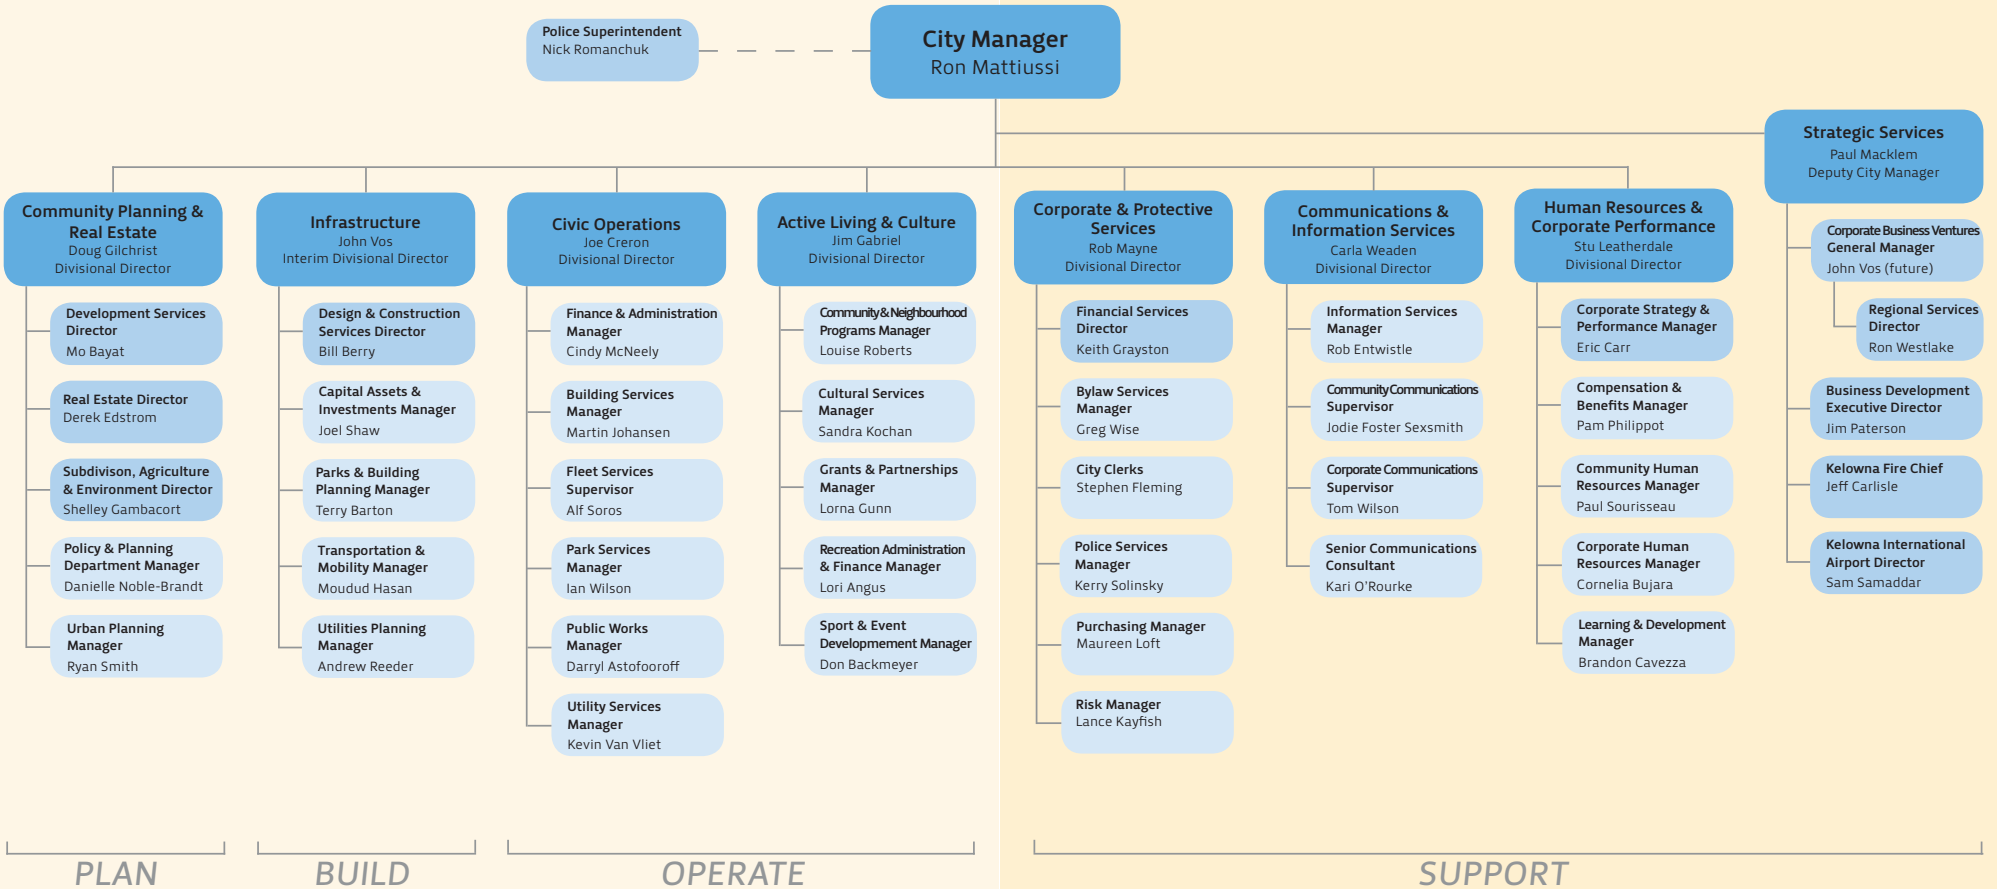 Police Superintendent
Nick Romanchuk
City Manager
Ron Mattiussi
Strategic Services
Paul Macklem
Deputy City Manager
Community Planning &
Real Estate
Doug Gilchrist
Divisional Director
Development Services
Director
Mo Bayat
Real Estate Director
Derek Edstrom
Subdivison, Agriculture
& Environment Director
Shelley Gambacort
Policy & Planning
Department Manager
Danielle Noble-Brandt
Urban Planning
Manager
Ryan Smith
Infrastructure
John Vos
Interim Divisional Director
Design & Construction
Services Director
Bill Berry
Capital Assets &
Investments Manager
Joel Shaw
Parks & Building
Planning Manager
Terry Barton
Transportation &
Mobility Manager
Moudud Hasan
Utilities Planning
Manager
Andrew Reeder
Civic Operations
Joe Creron
Divisional Director
Finance & Administration
Manager
Cindy McNeely
Building Services
Manager
Martin Johansen
Fleet Services
Supervisor
Alf Soros
Park Services
Manager
Ian Wilson
Public Works
Manager
Darryl Astofooroff
Utility Services
Manager
Kevin Van Vliet
Active Living & Culture
Jim Gabriel
Divisional Director
Community & Neighbourhood
Programs Manager
Louise Roberts
Cultural Services
Manager
Sandra Kochan
Grants & Partnerships
Manager
Lorna Gunn
Recreation Administration
& Finance Manager
Lori Angus
Sport & Event
Developmement Manager
Don Backmeyer
Corporate & Protective
Services
Rob Mayne
Divisional Director
Financial Services
Director
Keith Grayston
Bylaw Services
Manager
Greg Wise
City Clerks
Stephen Fleming
Police Services
Manager
Kerry Solinsky
Purchasing Manager
Maureen Loft
Risk Manager
Lance Kayfish
Communications &
Information Services
Carla Weaden
Divisional Director
Information Services
Manager
Rob Entwistle
Community Communications
Supervisor
Jodie Foster Sexsmith
Corporate Communications
Supervisor
Tom Wilson
Senior Communications
Consultant
Kari O'Rourke
Human Resources &
Corporate Performance
Stu Leatherdale
Divisional Director
Corporate Strategy &
Performance Manager
Eric Carr
Compensation &
Benefits Manager
Pam Philippot
Community Human
Resources Manager
Paul Sourisseau
Corporate Human
Resources Manager
Cornelia Bujara
Learning & Development
Manager
Brandon Cavezza
Corporate Business Ventures
General Manager
John Vos (future)
Regional Services
Director
Ron Westlake
Business Development
Executive Director
Jim Paterson
Kelowna Fire Chief
Jeff Carlisle
Kelowna International
Airport Director
Sam Samaddar
PLAN
BUILD
OPERATE
SUPPORT